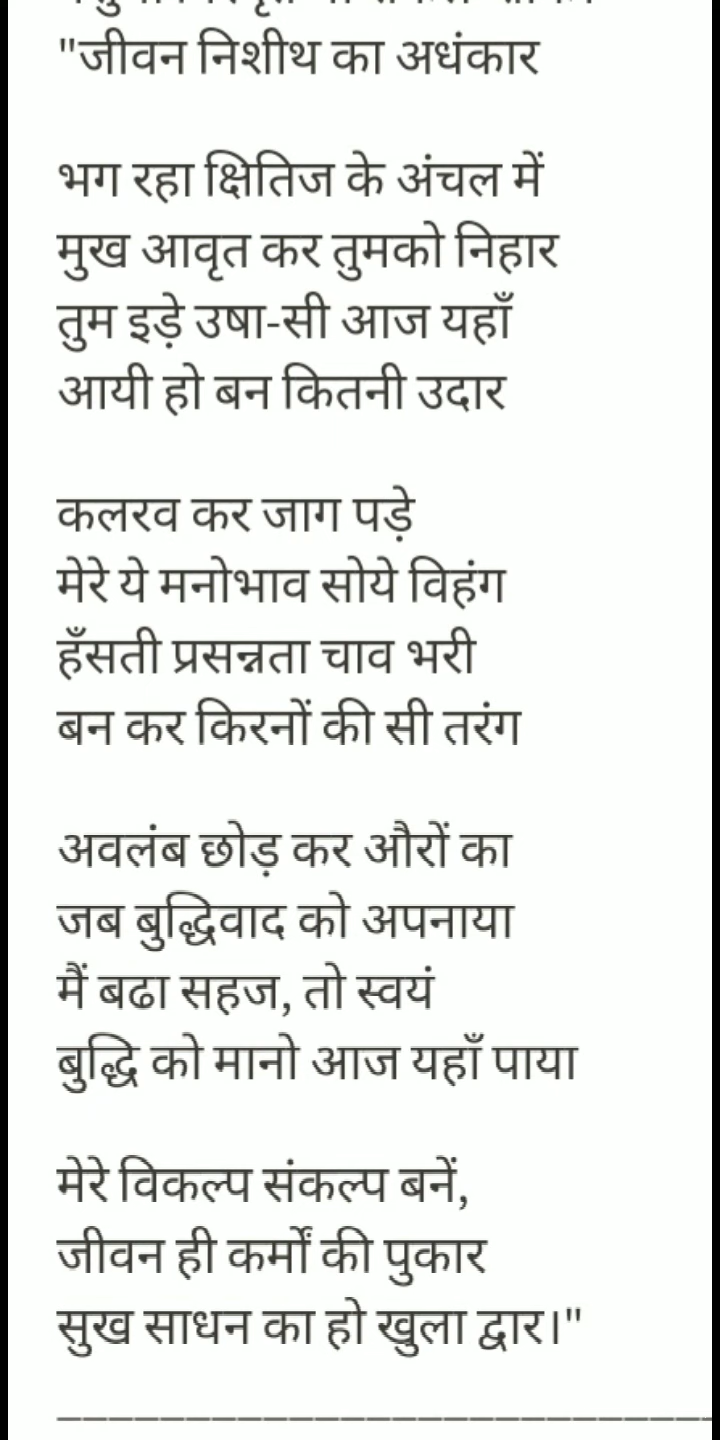 "जीवन निशीथ का अधंकार
भग रहा क्षितिज के अंचल में
मुख आवृत कर तुमको निहार
तुम इड़े उषा-सी आज यहाँ
आयी हो बन कितनी उदार
कलरव कर जाग पड़े
मेरे ये मनोभाव सोये विहंग
हँसती प्रसन्नता चाव भरी
बन कर किरनों की सी तरंग
अवलंब छोड़ कर औरों का
जब बुद्धिवाद को अपनाया
मैं बढा सहज, तो स्वयं
बुद्धि को मानो आज यहाँ पाया
मेरे विकल्प संकल्प बनें,
जीवन ही कर्मों की पुकार
सुख साधन का हो खुला द्वार।"